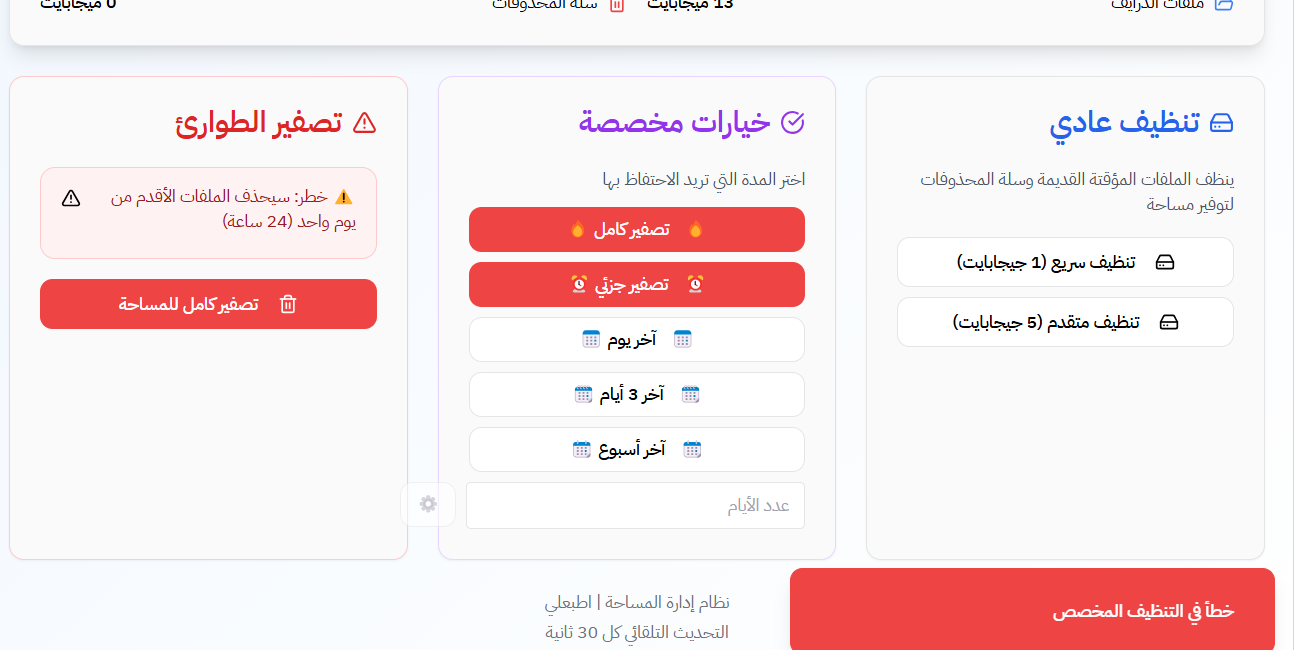 ملفات الدرايف
13 ميجابايت
سلة المحذوفات
0 ميجابايت
تنظيف عادي
ينظف الملفات المؤقتة القديمة وسلة المحذوفات
لتوفير مساحة
تنظيف سريع (1 جيجابايت)
تنظيف متقدم (5 جيجابايت)
خيارات مخصصة
اختر المدة التي تريد الاحتفاظ بها
🔥 تصفير كامل 🔥
⏰ تصفير جزئي ⏰
آخر يوم
آخر 3 أيام
آخر أسبوع
عدد الأيام
تصفير الطوارئ
⚠️ خطر: سيحذف الملفات الأقدم من
يوم واحد (24 ساعة)
تصفير كامل للمساحة
نظام إدارة المساحة | اطبعلي
التحديث التلقائي كل 30 ثانية
خطأ في التنظيف المخصص